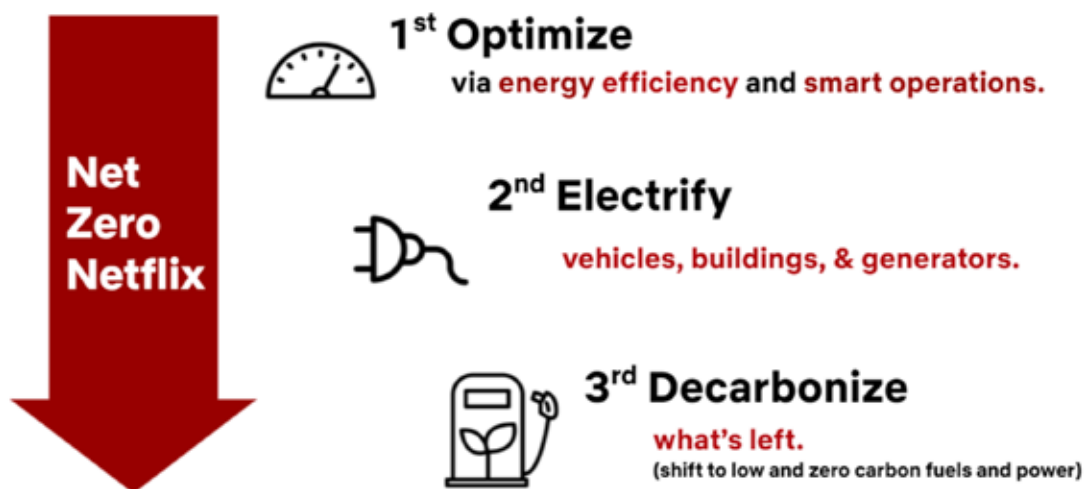 Net
Zero
Netflix
1st Optimize
via energy efficiency and smart operations.
2nd Electrify
vehicles, buildings, & generators.
3rd Decarbonize
what's left.
(shift to low and zero carbon fuels and power)